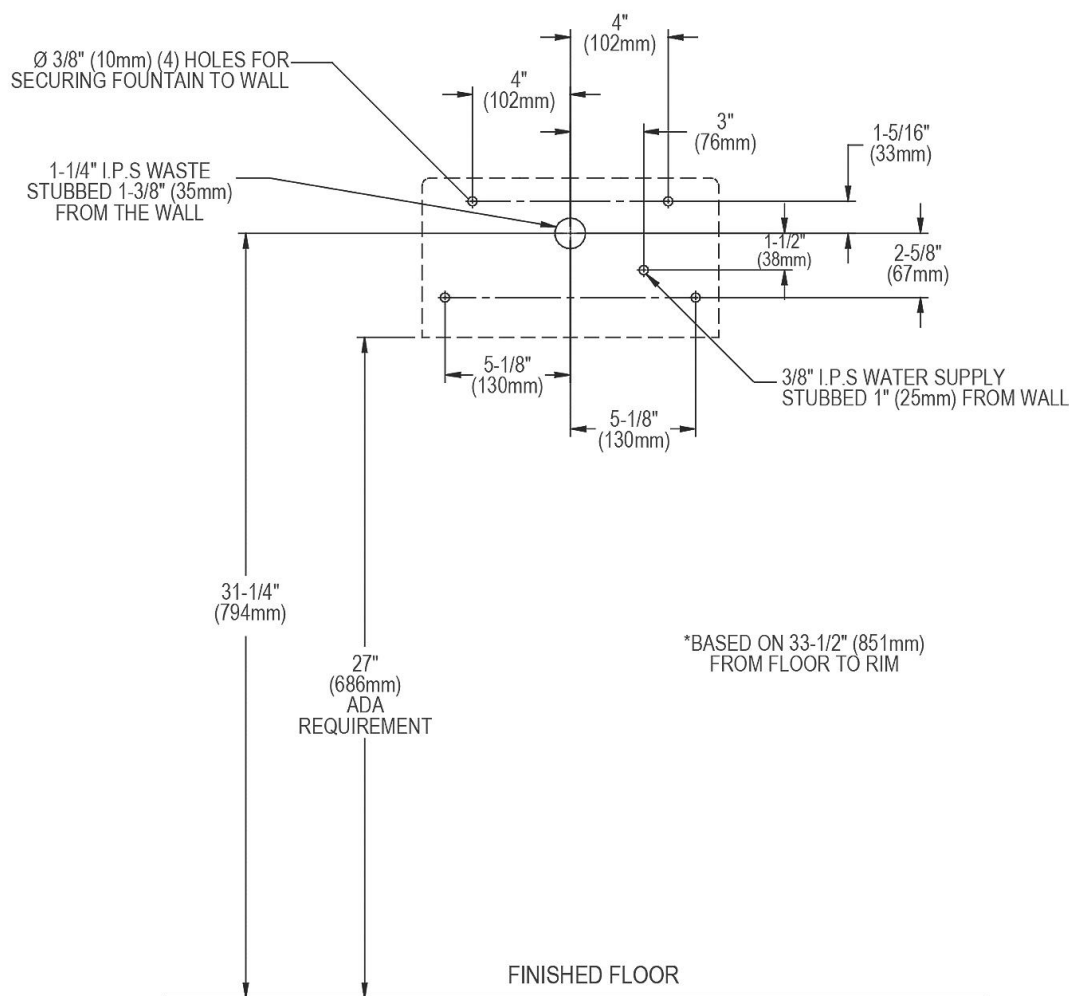 4"
(102mm)
Ø 3/8" (10mm) (4) HOLES FOR
SECURING FOUNTAIN TO WALL
4"
(102mm)
3"
(76mm)
1-5/16"
(33mm)
1-1/4" I.P.S WASTE
STUBBED 1-3/8" (35mm)
FROM THE WALL
1-1/2"
(38mm)
2-5/8"
(67mm)
5-1/8"
(130mm)
3/8" I.P.S WATER SUPPLY
STUBBED 1" (25mm) FROM WALL
5-1/8"
(130mm)
31-1/4"
(794mm)
*BASED ON 33-1/2" (851mm)
FROM FLOOR TO RIM
27"
(686mm)
ADA
REQUIREMENT
FINISHED FLOOR